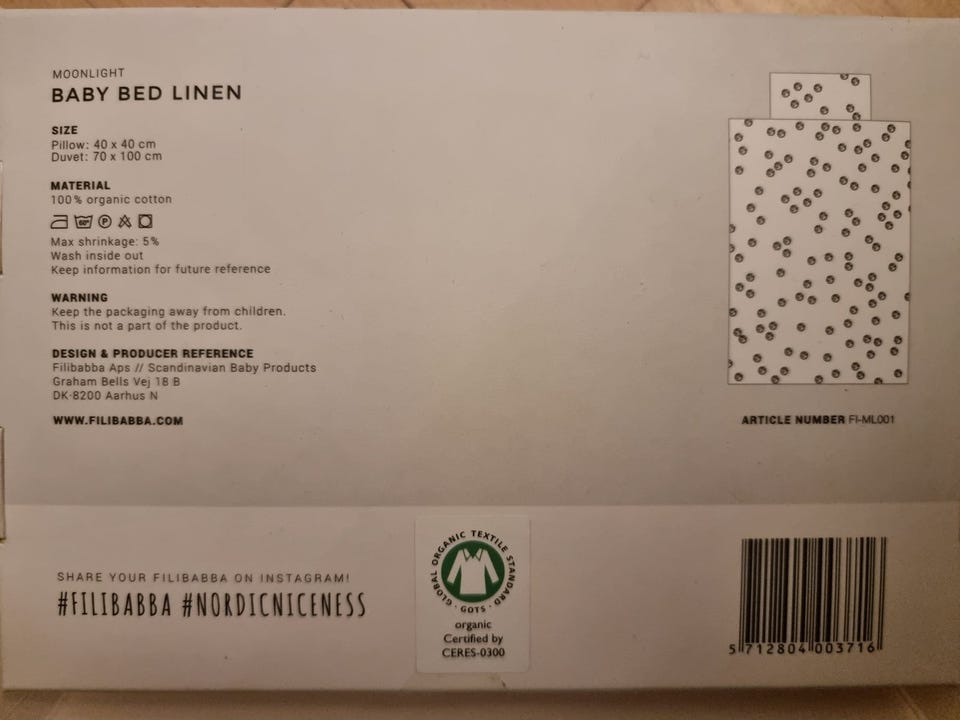 MOONLIGHT
BABY BED LINEN
SIZE
Pillow: 40 x 40 cm
Duvet: 70 x 100 cm
MATERIAL
100% organic cotton
60° P
Max shrinkage: 5%
Wash inside out
Keep information for future reference
WARNING
Keep the packaging away from children.
This is not a part of the product.
DESIGN & PRODUCER REFERENCE
Filibabba Aps // Scandinavian Baby Products
Graham Bells Vej 18 B
DK-8200 Aarhus N
WWW.FILIBABBA.COM
ARTICLE NUMBER FI-ML001
SHARE YOUR FILIBABBA ON INSTAGRAM!
#FILIBABBA #NORDICNICENESS
GLOBAL ORGANIC TEXTILE STANDARD
· GOTS ·
organic
Certified by
CERES-0300
5 712804 003716